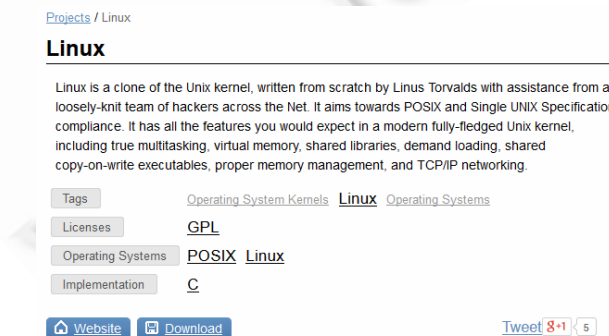 Projects / Linux
Linux
Linux is a clone of the Unix kernel, written from scratch by Linus Torvalds with assistance from a
loosely-knit team of hackers across the Net. It aims towards POSIX and Single UNIX Specification
compliance. It has all the features you would expect in a modern fully-fledged Unix kernel,
including true multitasking, virtual memory, shared libraries, demand loading, shared
copy-on-write executables, proper memory management, and TCP/IP networking.
Tags Operating System Kernels Linux Operating Systems
Licenses GPL
Operating Systems POSIX Linux
Implementation C
Website Download Tweet g+1 5